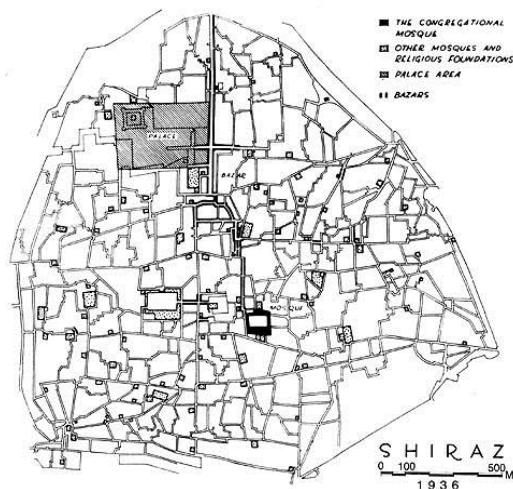 THE CONGREGATIONAL
MOSQUE
OTHER MOSQUES AND
RELIGIOUS FOUNDATIONS
PALACE AREA
BAZARS
PALACE
BAZAR
MOSQUE
SHIRAZ
0 100 500 M
1936